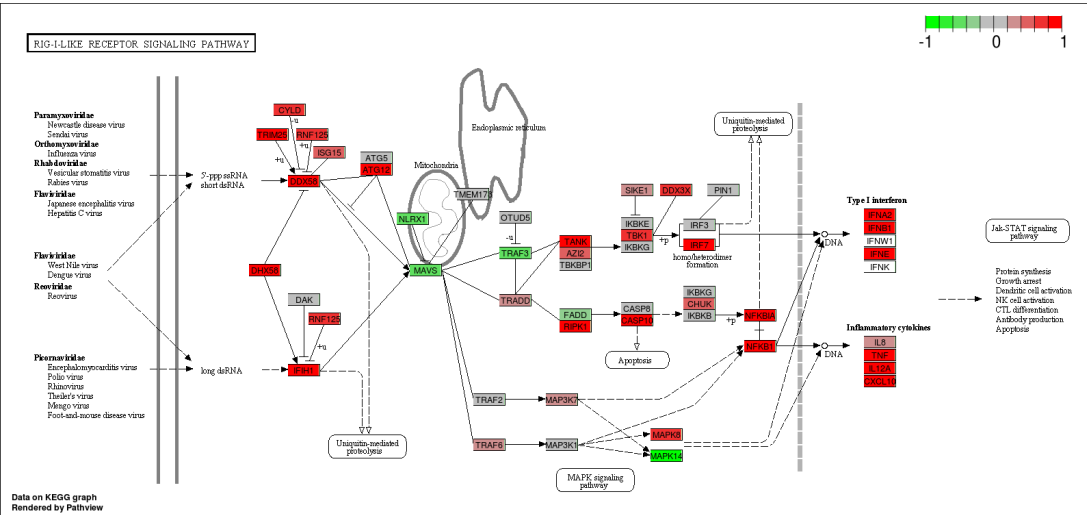 RIG-I-LIKE RECEPTOR SIGNALING PATHWAY
-1 0 1
Paramyxoviridae
Newcastle disease virus
Sendai virus
Orthomyxoviridae
Influenza virus
Rhabdoviridae
Vesicular stomatitis virus
Rabies virus
Flaviviridae
Japanese encephalitis virus
Hepatitis C virus
Flaviviridae
West Nile virus
Dengue virus
Reoviridae
Reovirus
Picornaviridae
Encephalomyocarditis virus
Polio virus
Rhinovirus
Theiler's virus
Mengo virus
Foot-and-mouse disease virus
5'-ppp ssRNA
short dsRNA
long dsRNA
CYLD
-u
TRIM25
RNF125
+u
+u
ISG15
DDX58
ATG5
ATG12
DHX58
DAK
RNF125
+u
IFIH1
Uniquitin-mediated
proteolysis
Mitochondria
Endoplasmic reticulum
TMEM173
NLRX1
MAVS
OTUD5
-u
TRAF3
TRADD
TANK
AZI2
TBKBP1
FADD
RIPK1
TRAF2
TRAF6
MAP3K7
MAP3K1
SIKE1
DDX3X
PIN1
IKBKE
TBK1
IKBKG
+p
IRF3
IRF7
homo/heterodimer
formation
CASP8
CASP10
Apoptosis
IKBKG
CHUK
IKBKB
+p
NFKBIA
NFKB1
MAPK8
MAPK14
MAPK signaling
pathway
Uniquitin-mediated
proteolysis
DNA
DNA
Type I interferon
IFNA2
IFNB1
IFNW1
IFNE
IFNK
Inflammatory cytokines
IL8
TNF
IL12A
CXCL10
Jak-STAT signaling
pathway
Protein synthesis
Growth arrest
Dendritic cell activation
NK cell activation
CTL differentiation
Antibody production
Apoptosis
Data on KEGG graph
Rendered by Pathview